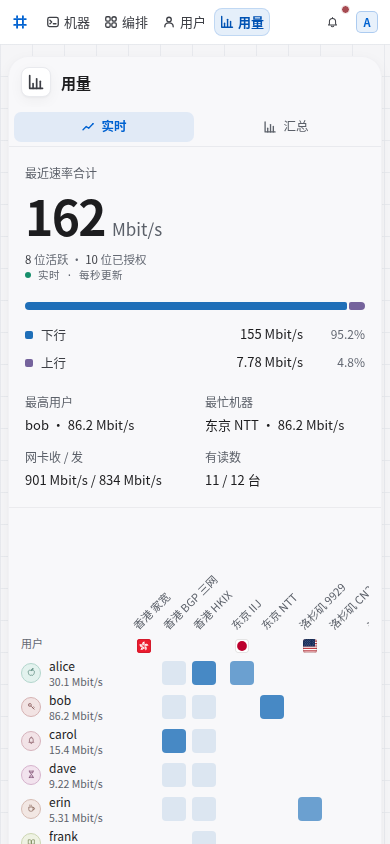 机器 编排 用户 用量 A
用量
实时 汇总
最近速率合计
162 Mbit/s
8 位活跃 • 10 位已授权
实时 · 每秒更新
下行 155 Mbit/s 95.2%
上行 7.78 Mbit/s 4.8%
最高用户 最忙机器
bob • 86.2 Mbit/s 东京 NTT • 86.2 Mbit/s
网卡收 / 发 有读数
901 Mbit/s / 834 Mbit/s 11 / 12 台
香港 家宽 香港 BGP 三网 香港 HKIX 东京 IIJ 东京 NTT 洛杉矶 9929 洛杉矶 CN
用户
alice
30.1 Mbit/s
bob
86.2 Mbit/s
carol
15.4 Mbit/s
dave
9.22 Mbit/s
erin
5.31 Mbit/s
frank